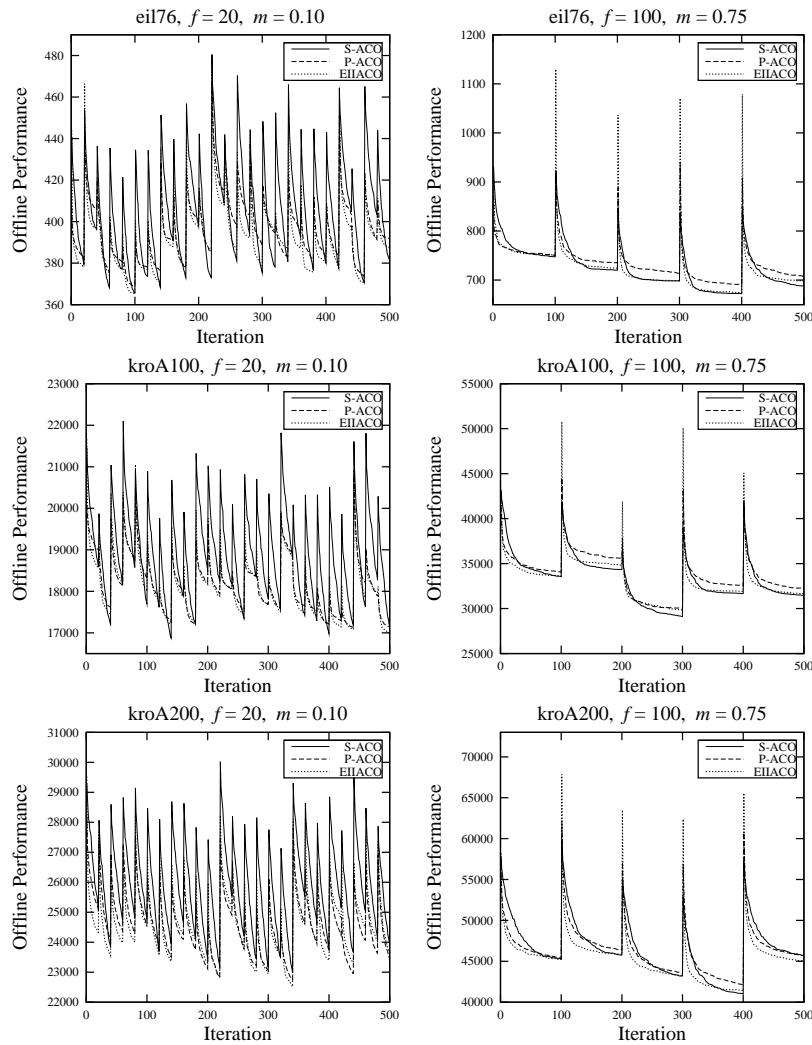 eil76, f = 20, m = 0.10
Offline Performance
480
460
440
420
400
380
360
0 100 200 300 400 500
Iteration
S-ACO
P-ACO
EIIACO
eil76, f = 100, m = 0.75
Offline Performance
1200
1100
1000
900
800
700
0 100 200 300 400 500
Iteration
S-ACO
P-ACO
EIIACO
kroA100, f = 20, m = 0.10
Offline Performance
23000
22000
21000
20000
19000
18000
17000
0 100 200 300 400 500
Iteration
S-ACO
P-ACO
EIIACO
kroA100, f = 100, m = 0.75
Offline Performance
55000
50000
45000
40000
35000
30000
25000
0 100 200 300 400 500
Iteration
S-ACO
P-ACO
EIIACO
kroA200, f = 20, m = 0.10
Offline Performance
31000
30000
29000
28000
27000
26000
25000
24000
23000
22000
0 100 200 300 400 500
Iteration
S-ACO
P-ACO
EIIACO
kroA200, f = 100, m = 0.75
Offline Performance
70000
65000
60000
55000
50000
45000
40000
0 100 200 300 400 500
Iteration
S-ACO
P-ACO
EIIACO